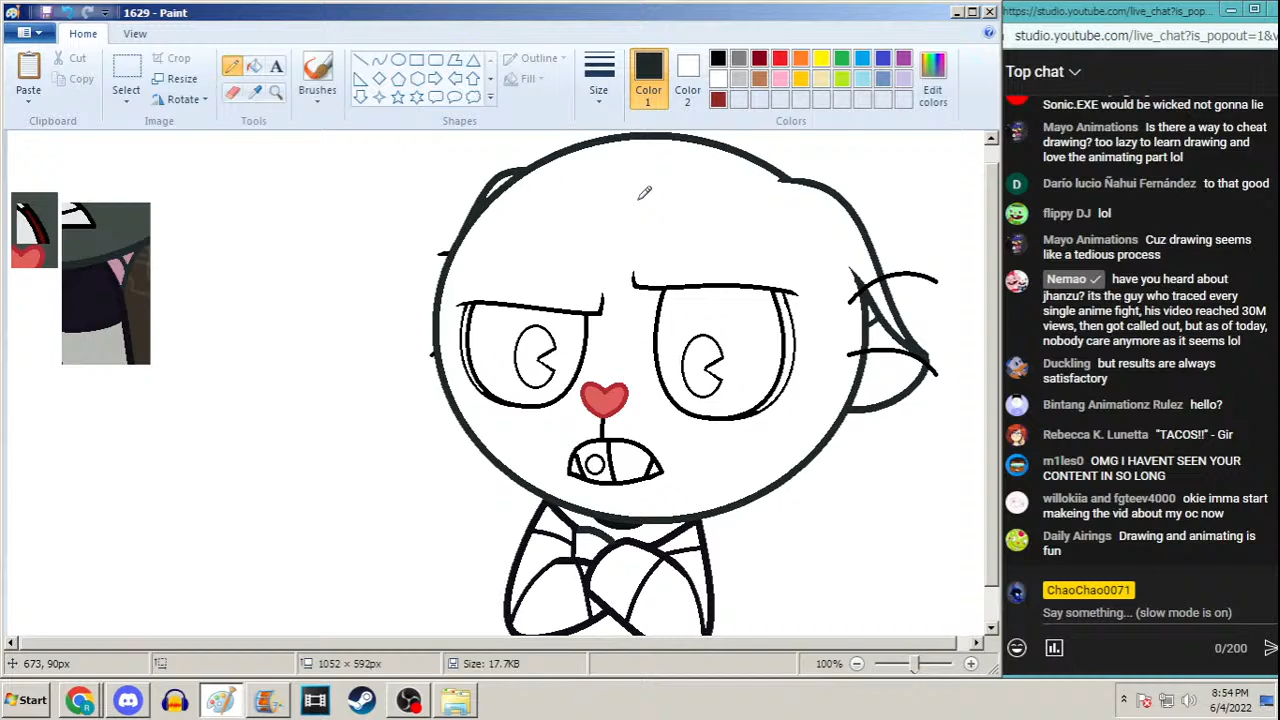 1629 - Paint
https://studio.youtube.com/live_chat?is_pop...
studio.youtube.com/live_chat?is_popout=1&v
Home
View
Paste
Cut
Copy
Clipboard
Select
Crop
Resize
Rotate
Image
Tools
Brushes
Outline
Fill
Shapes
Size
Color
1
Color
2
Edit
colors
Colors
Top chat
Sonic.EXE would be wicked not gonna lie
Mayo Animations Is there a way to cheat
drawing? too lazy to learn drawing and
love the animating part lol
Darío lucio Ñahui Fernández to that good
flippy DJ lol
Mayo Animations Cuz drawing seems
like a tedious process
Nemao have you heard about
jhanzu? its the guy who traced every
single anime fight, his video reached 30M
views, then got called out, but as of today,
nobody care anymore as it seems lol
Duckling but results are always
satisfactory
Bintang Animationz Rulez hello?
Rebecca K. Lunetta "TACOS!!" - Gir
m1les0 OMG I HAVENT SEEN YOUR
CONTENT IN SO LONG
willokiia and fgteev4000 okie imma start
makeing the vid about my oc now
Daily Airings Drawing and animating is
fun
ChaoChao0071
Say something... (slow mode is on)
0/200
673, 90px
1052 × 592px
Size: 17.7KB
100%
Start
8:54 PM
6/4/2022